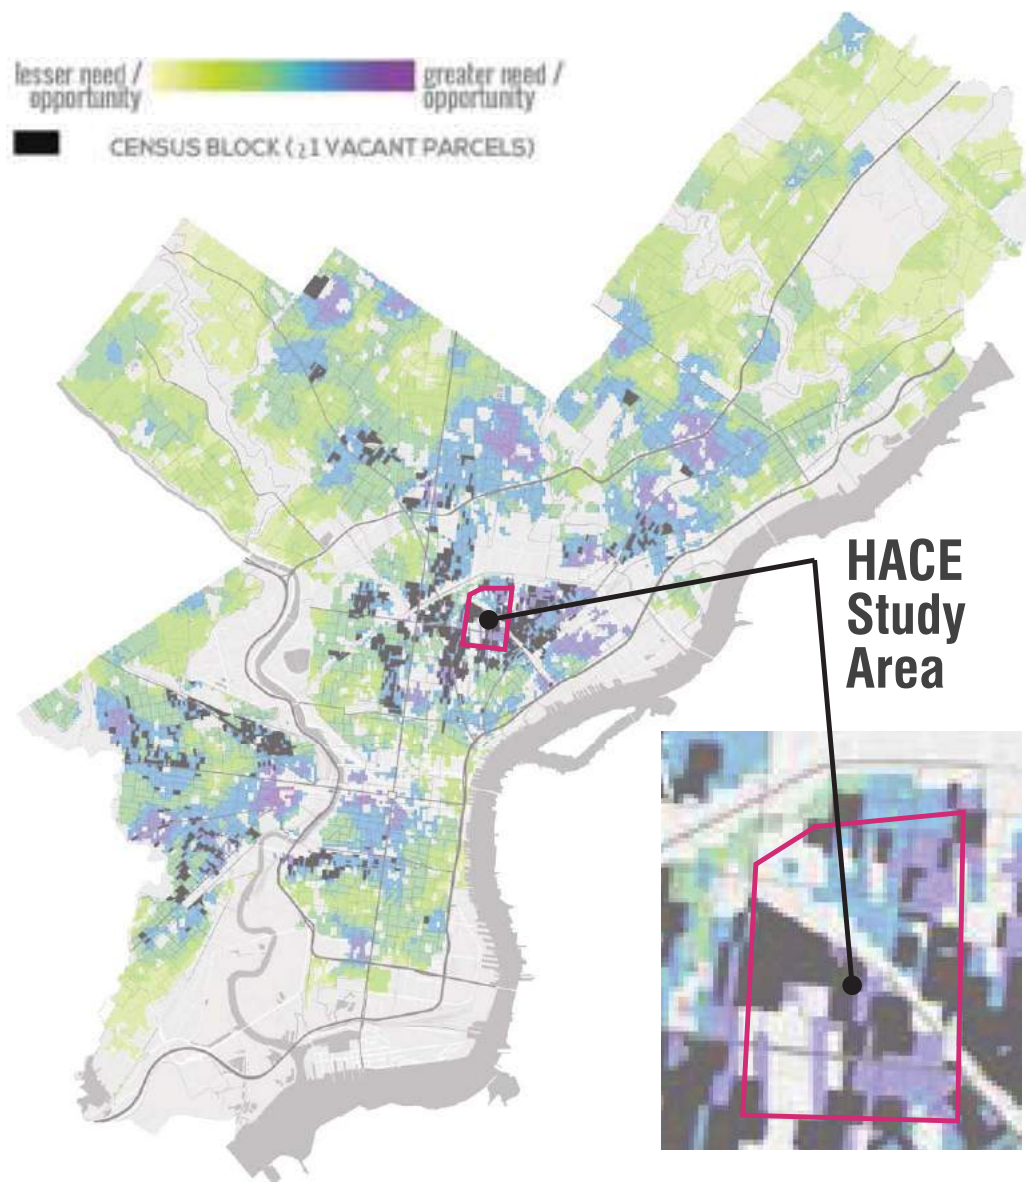 lesser need /
opportunity
greater need /
opportunity
CENSUS BLOCK (≥1 VACANT PARCELS)
HACE
Study
Area